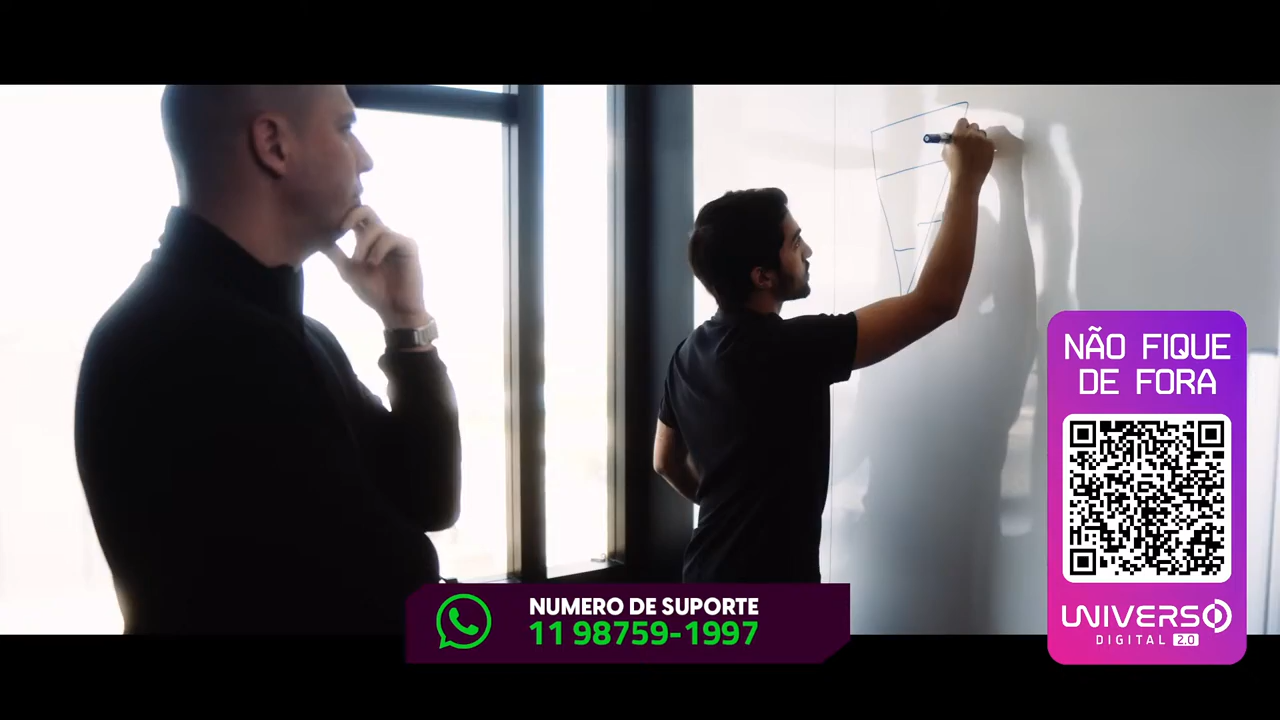 NÃO FIQUE
DE FORA
UNIVERSO
DIGITAL 2.0
NUMERO DE SUPORTE
11 98759-1997